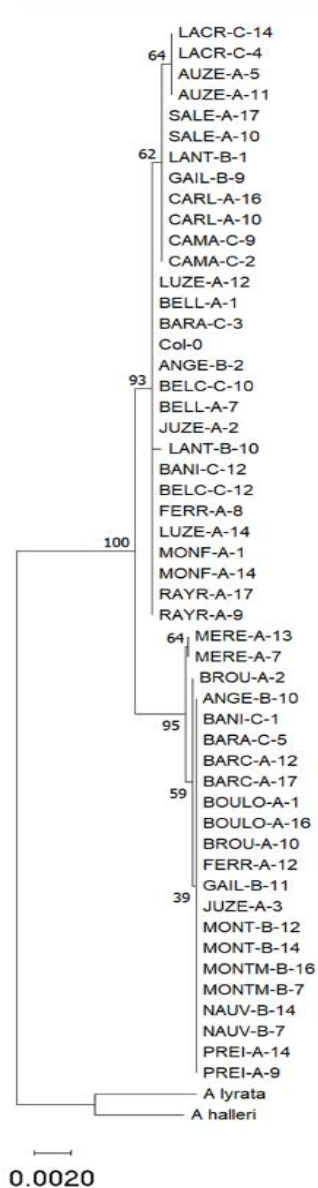 LACR-C-14
LACR-C-4
64
AUZE-A-5
AUZE-A-11
SALE-A-17
SALE-A-10
62
LANT-B-1
GAIL-B-9
CARL-A-16
CARL-A-10
CAMA-C-9
CAMA-C-2
LUZE-A-12
BELL-A-1
BARA-C-3
Col-0
ANGE-B-2
93
BELC-C-10
BELL-A-7
JUZE-A-2
LANT-B-10
BANI-C-12
BELC-C-12
FERR-A-8
LUZE-A-14
100
MONF-A-1
MONF-A-14
RAYR-A-17
RAYR-A-9
64
MERE-A-13
MERE-A-7
BROU-A-2
ANGE-B-10
BANI-C-1
95
BARA-C-5
BARC-A-12
BARC-A-17
59
BOULO-A-1
BOULO-A-16
BROU-A-10
FERR-A-12
GAIL-B-11
39
JUZE-A-3
MONT-B-12
MONT-B-14
MONTM-B-16
MONTM-B-7
NAUV-B-14
NAUV-B-7
PREI-A-14
PREI-A-9
A lyrata
A halleri
0.0020